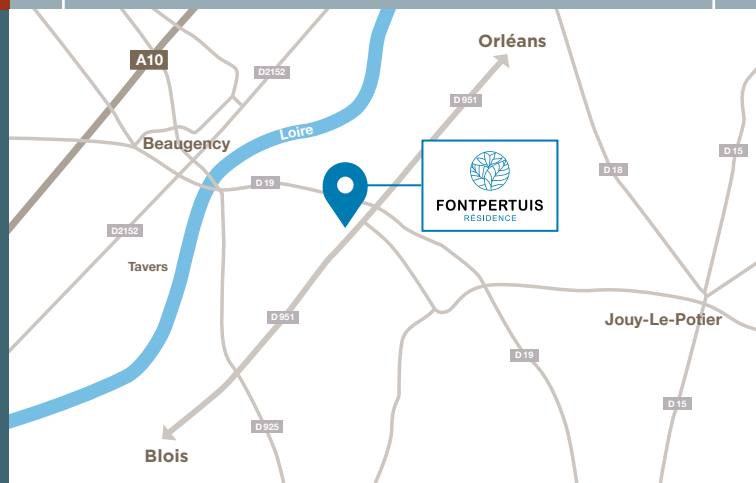 Orléans
A10
D2152
D 951
Loire
Beaugency
D 15
D 18
D 19
FONTPERTUIS
RÉSIDENCE
D2152
Tavers
D 951
Jouy-Le-Potier
D 19
D 15
D 925
Blois